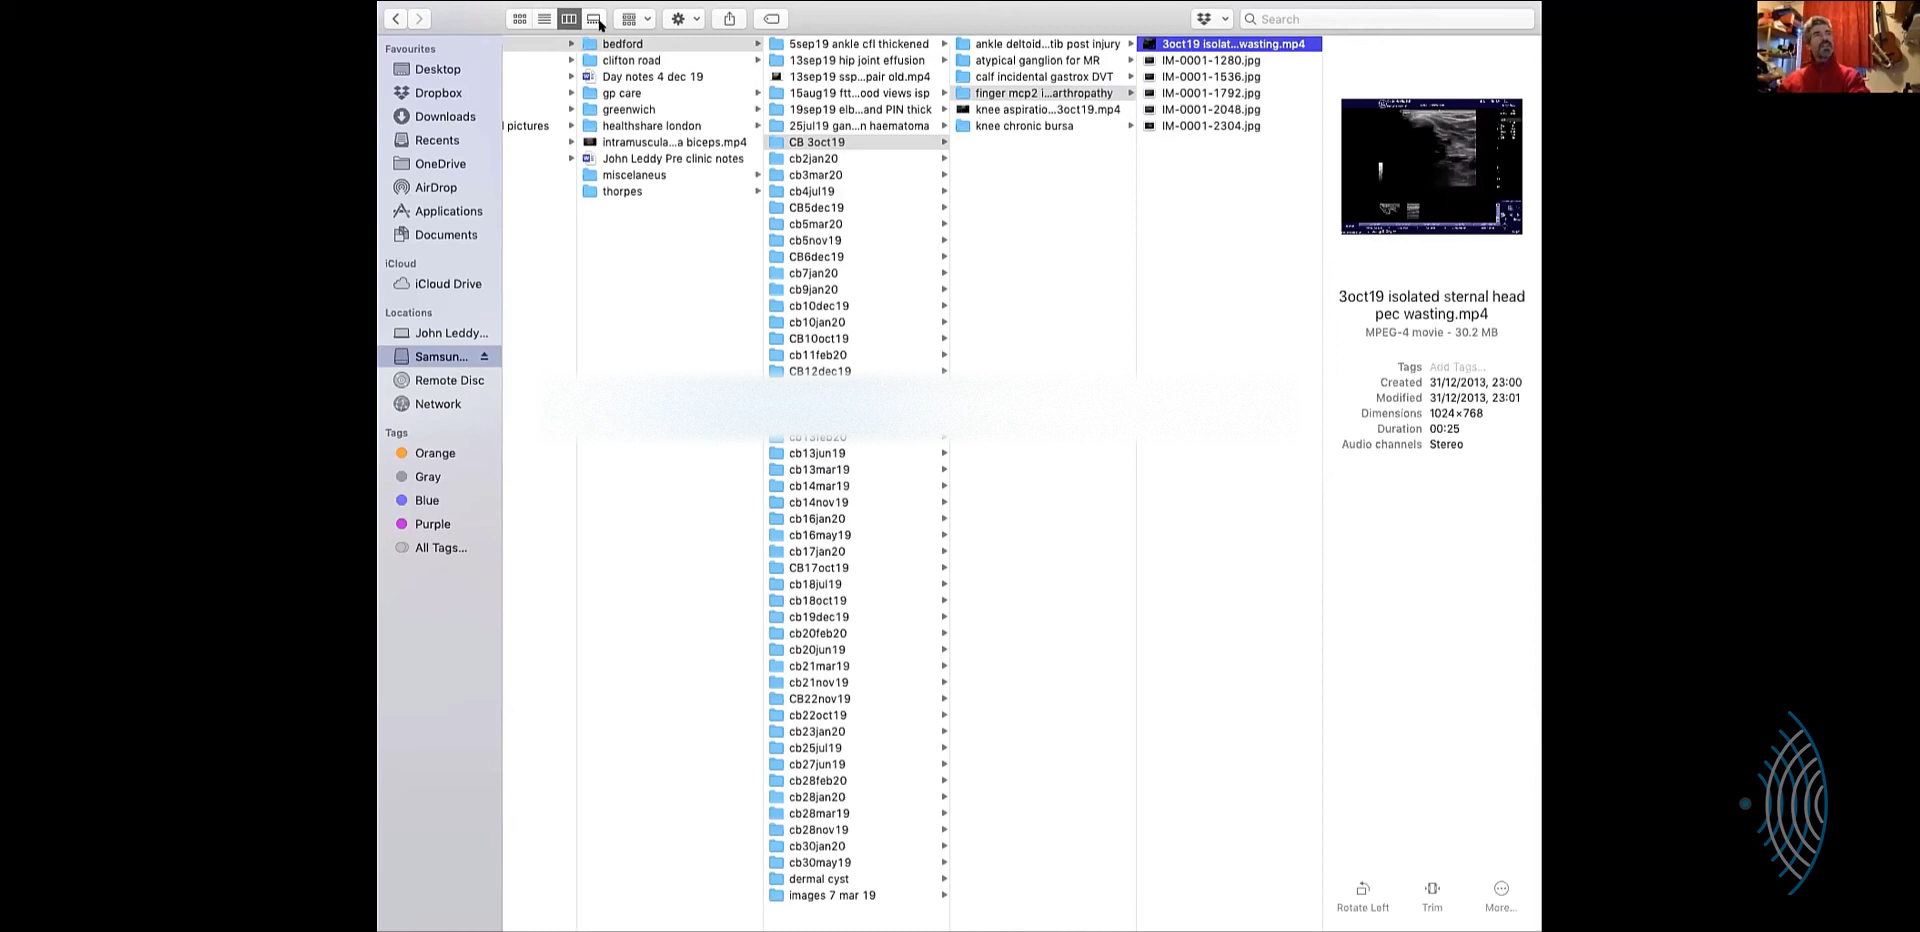 Search
Favourites
Desktop
Dropbox
Downloads
Recents
OneDrive
AirDrop
Applications
Documents
iCloud
iCloud Drive
Locations
John Leddy...
Samsun...
Remote Disc
Network
Tags
Orange
Gray
Blue
Purple
All Tags...
l pictures
bedford
clifton road
Day notes 4 dec 19
gp care
greenwich
healthshare london
intramuscula...a biceps.mp4
John Leddy Pre clinic notes
miscelaneus
thorpes
5sep19 ankle cfl thickened
13sep19 hip joint effusion
13sep19 ssp...pair old.mp4
15aug19 ftt...ood views isp
19sep19 elb...and PIN thick
25jul19 gan...n haematoma
CB 3oct19
cb2jan20
cb3mar20
cb4jul19
CB5dec19
cb5mar20
cb5nov19
CB6dec19
cb7jan20
cb9jan20
cb10dec19
cb10jan20
CB10oct19
cb11feb20
CB12dec19
cb13feb20
cb13jun19
cb13mar19
cb14mar19
cb14nov19
cb16jan20
cb16may19
cb17jan20
CB17oct19
cb18jul19
cb18oct19
cb19dec19
cb20feb20
cb20jun19
cb21mar19
cb21nov19
CB22nov19
cb22oct19
cb23jan20
cb25jul19
cb27jun19
cb28feb20
cb28jan20
cb28mar19
cb28nov19
cb30jan20
cb30may19
dermal cyst
images 7 mar 19
ankle deltoid...tib post injury
atypical ganglion for MR
calf incidental gastrox DVT
finger mcp2 i...arthropathy
knee aspiratio...3oct19.mp4
knee chronic bursa
3oct19 isolat...wasting.mp4
IM-0001-1280.jpg
IM-0001-1536.jpg
IM-0001-1792.jpg
IM-0001-2048.jpg
IM-0001-2304.jpg
3oct19 isolated sternal head
pec wasting.mp4
MPEG-4 movie - 30.2 MB
Tags Add Tags...
Created 31/12/2013, 23:00
Modified 31/12/2013, 23:01
Dimensions 1024×768
Duration 00:25
Audio channels Stereo
Rotate Left
Trim
More...